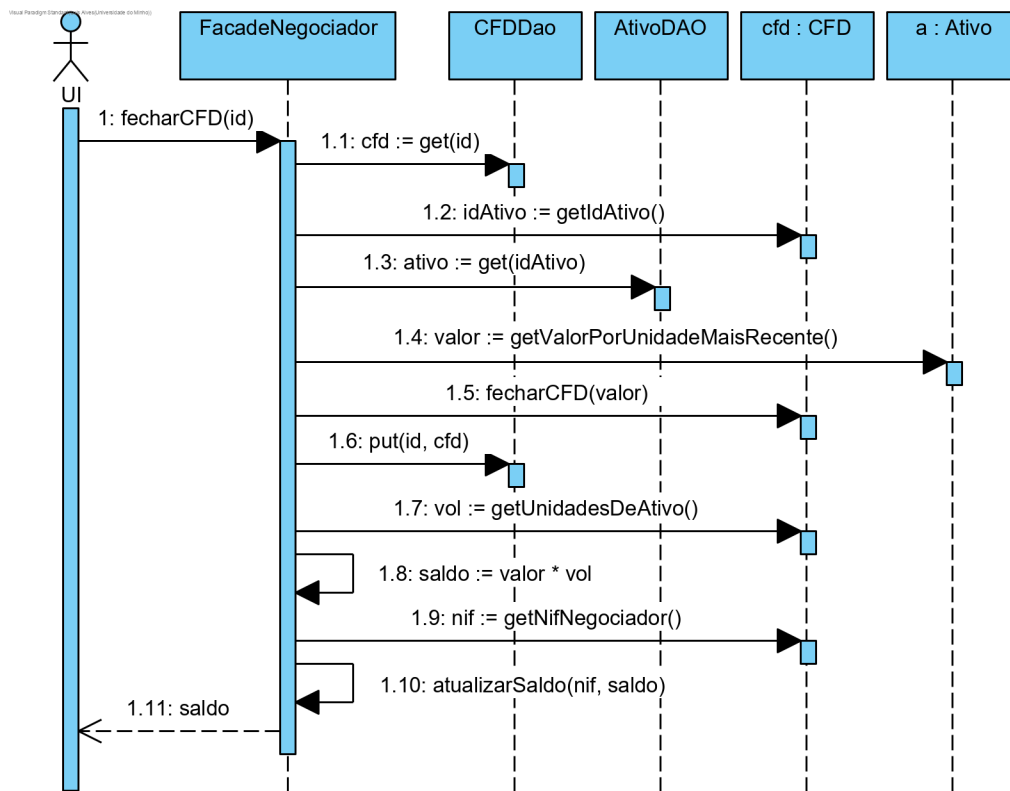 FacadeNegociador
CFDDao
AtivoDAO
cfd : CFD
a : Ativo
UI
1: fecharCFD(id)
1.1: cfd := get(id)
1.2: idAtivo := getIdAtivo()
1.3: ativo := get(idAtivo)
1.4: valor := getValorPorUnidadeMaisRecente()
1.5: fecharCFD(valor)
1.6: put(id, cfd)
1.7: vol := getUnidadesDeAtivo()
1.8: saldo := valor * vol
1.9: nif := getNifNegociador()
1.10: atualizarSaldo(nif, saldo)
1.11: saldo